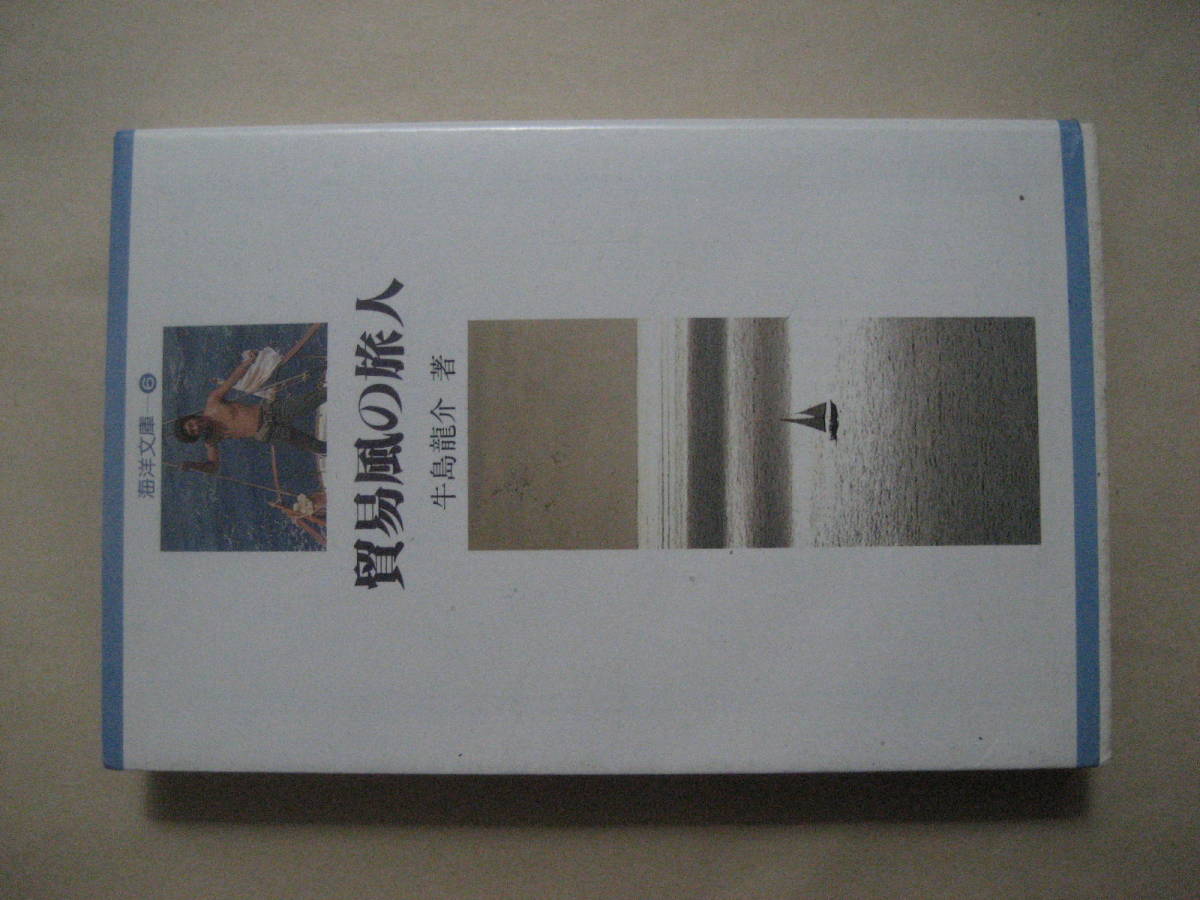 海洋文庫—⑥
貿易風の旅人
牛島龍介 著